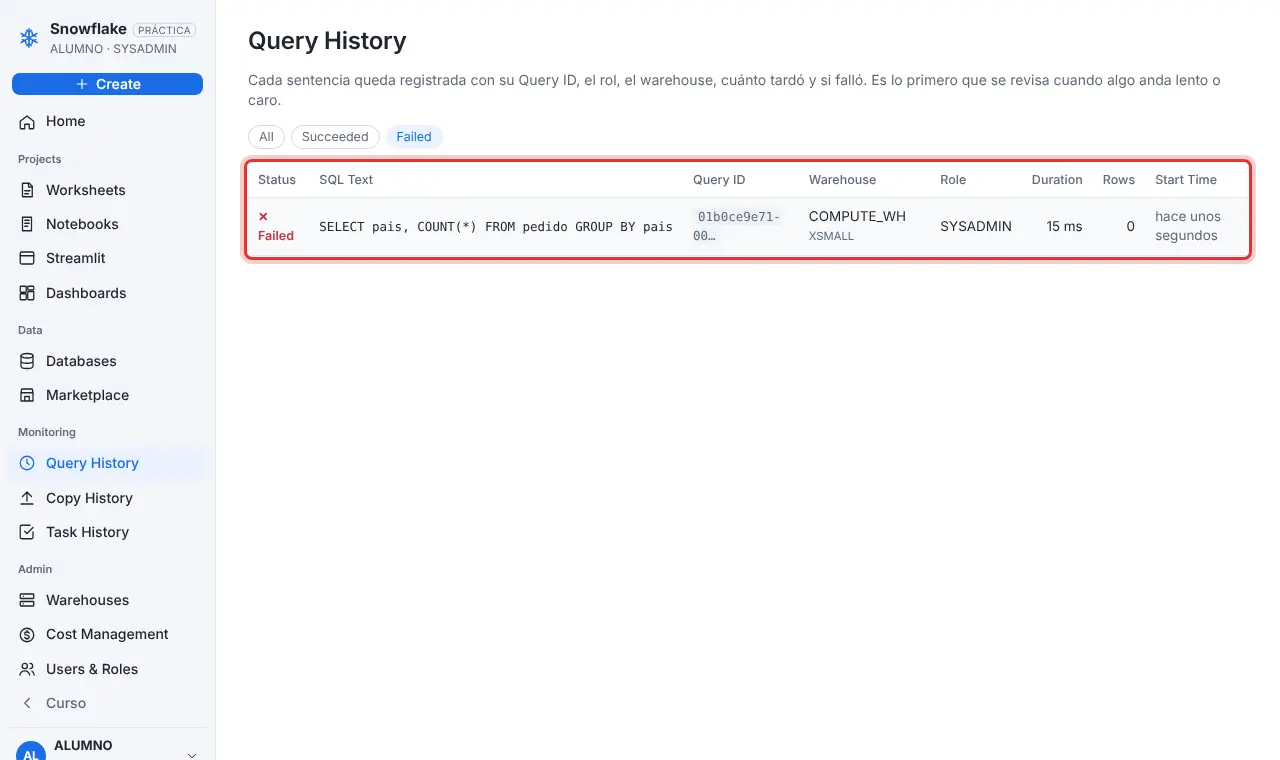 Snowflake PRÁCTICA
ALUMNO · SYSADMIN
+ Create
Home
Projects
Worksheets
Notebooks
Streamlit
Dashboards
Data
Databases
Marketplace
Monitoring
Query History
Copy History
Task History
Admin
Warehouses
Cost Management
Users & Roles
Curso
AL ALUMNO
Query History
Cada sentencia queda registrada con su Query ID, el rol, el warehouse, cuánto tardó y si falló. Es lo primero que se revisa cuando algo anda lento o
caro.
All Succeeded Failed
Status SQL Text Query ID Warehouse Role Duration Rows Start Time
× Failed SELECT pais, COUNT(*) FROM pedido GROUP BY pais 01b0ce9e71-00… COMPUTE_WH XSMALL SYSADMIN 15 ms 0 hace unos segundos